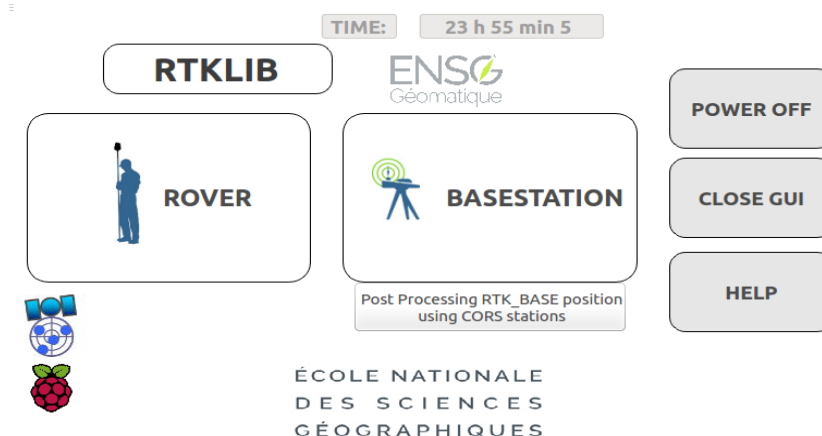 TIME: 23 h 55 min 5
RTKLIB
ENSG
Géomatique
POWER OFF
ROVER
BASESTATION
CLOSE GUI
HELP
Post Processing RTK_BASE position
using CORS stations
ÉCOLE NATIONALE
DES SCIENCES
GÉOGRAPHIQUES